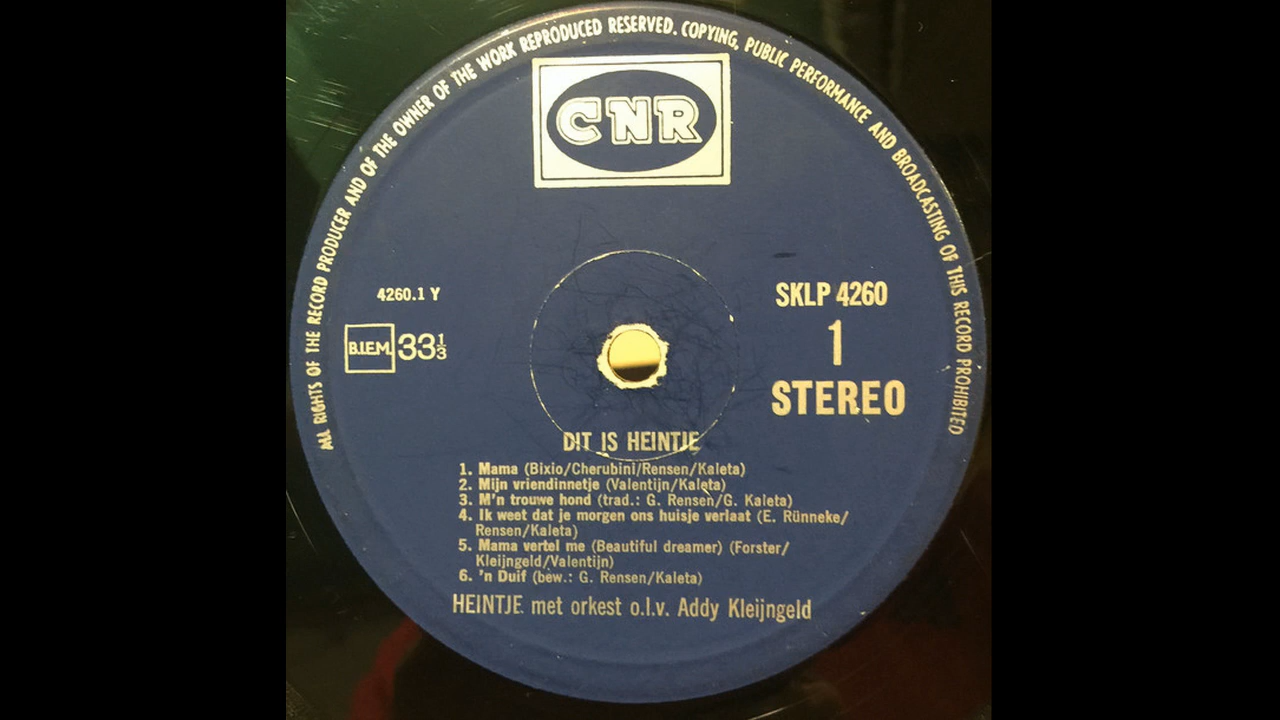 ALL RIGHTS OF THE RECORD PRODUCER AND OF THE OWNER OF THE WORK REPRODUCED RESERVED. COPYING, PUBLIC PERFORMANCE AND BROADCASTING OF THIS RECORD PROHIBITED
CNR
4260.1 Y
B.I.E.M. 33⅓
SKLP 4260
1
STEREO
DIT IS HEINTJE
1. Mama (Bixio/Cherubini/Rensen/Kaleta)
2. Mijn vriendinnetje (Valentijn/Kaleta)
3. M'n trouwe hond (trad.: G. Rensen/G. Kaleta)
4. Ik weet dat je morgen ons huisje verlaat (E. Rünneke/
Rensen/Kaleta)
5. Mama vertel me (Beautiful dreamer) (Forster/
Kleijngeld/Valentijn)
6. 'n Duif (bew.: G. Rensen/Kaleta)
HEINTJE met orkest o.l.v. Addy Kleijngeld